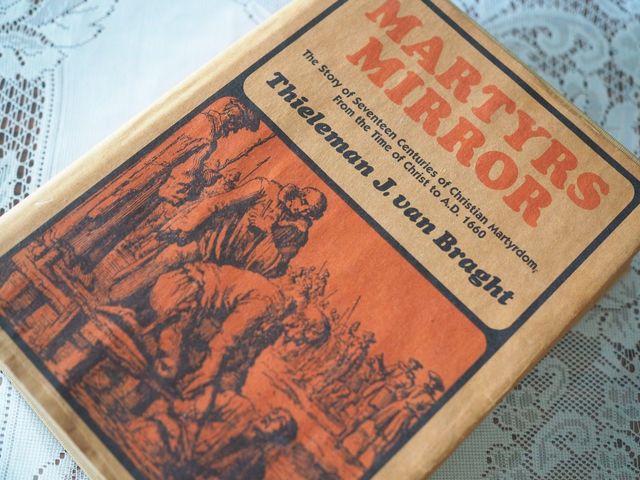 MARTYRS
MIRROR
The Story of Seventeen Centuries of Christian Martyrdom,
From the Time of Christ to A.D. 1660
Thieleman J. van Braght